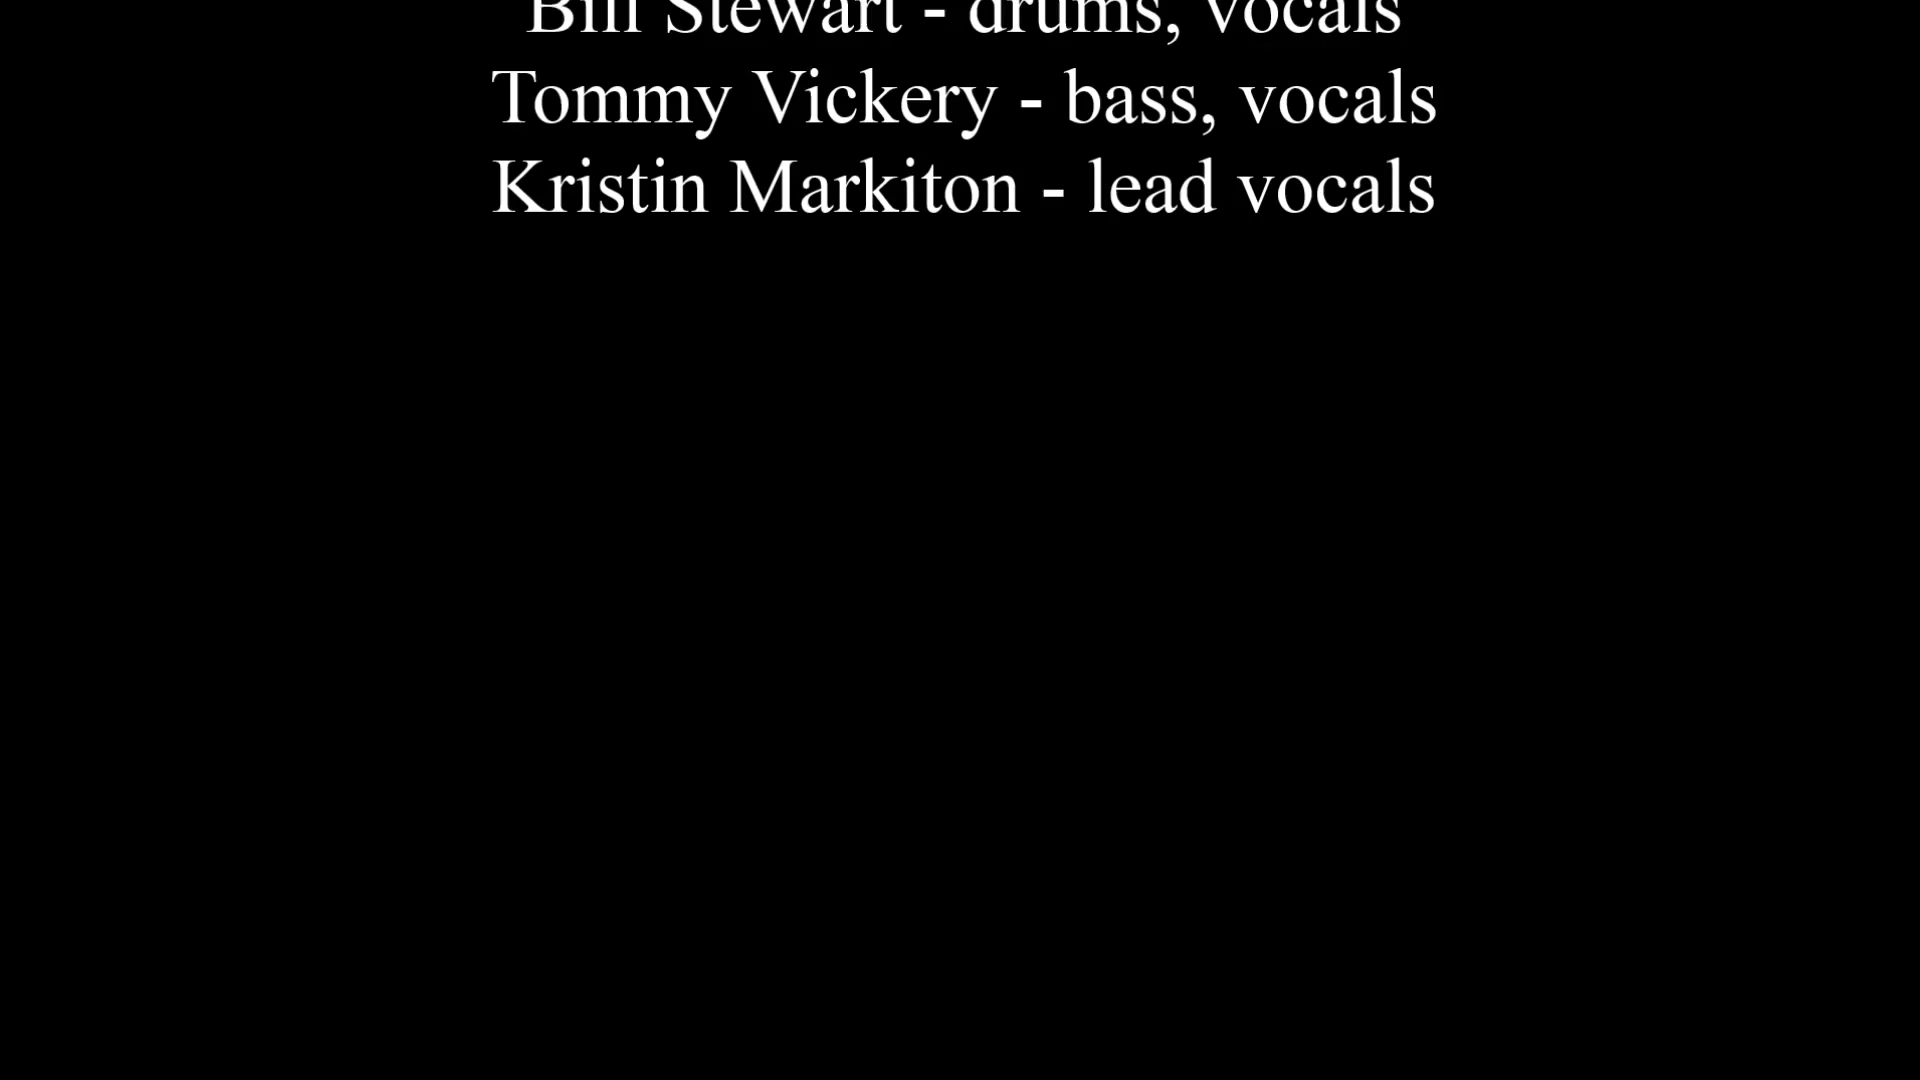 Bill Stewart - drums, vocals
Tommy Vickery - bass, vocals
Kristin Markiton - lead vocals